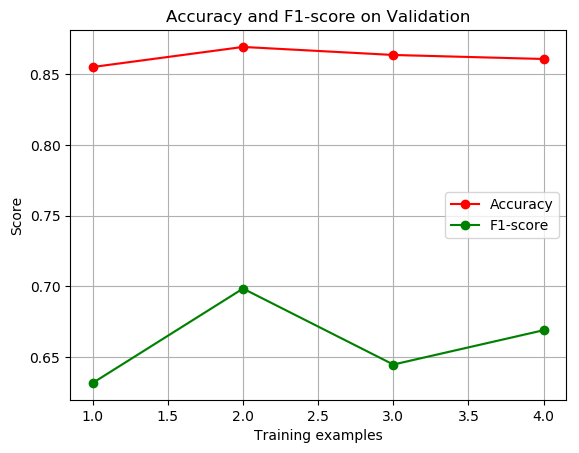 Accuracy and F1-score on Validation
0.85
0.80
0.75
0.70
0.65
Score
Accuracy
F1-score
1.0 1.5 2.0 2.5 3.0 3.5 4.0
Training examples